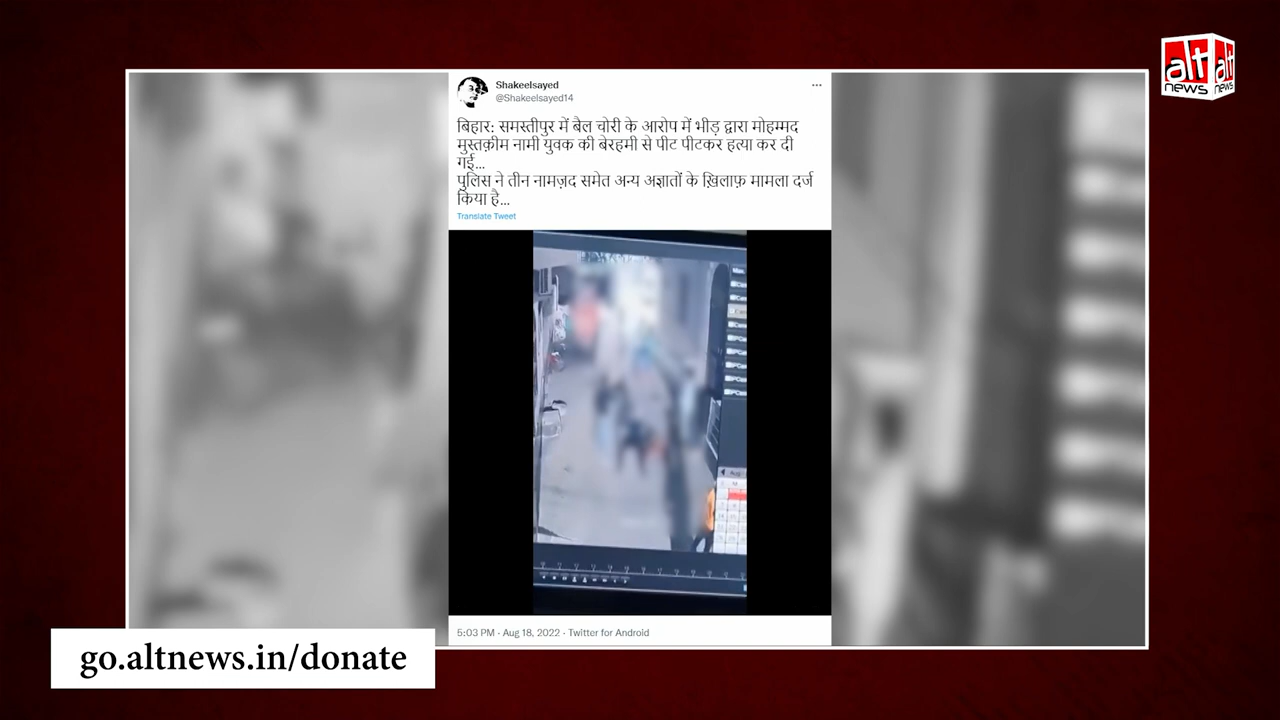 alt alt
news news
Shakeelsayed
@Shakeelsayed14
बिहार: समस्तीपुर में बैल चोरी के आरोप में भीड़ द्वारा मोहम्मद
मुस्तक़ीम नामी युवक की बेरहमी से पीट पीटकर हत्या कर दी
गई...
पुलिस ने तीन नामज़द समेत अन्य अज्ञातों के ख़िलाफ़ मामला दर्ज
किया है...
Translate Tweet
5:03 PM · Aug 18, 2022 · Twitter for Android
go.altnews.in/donate